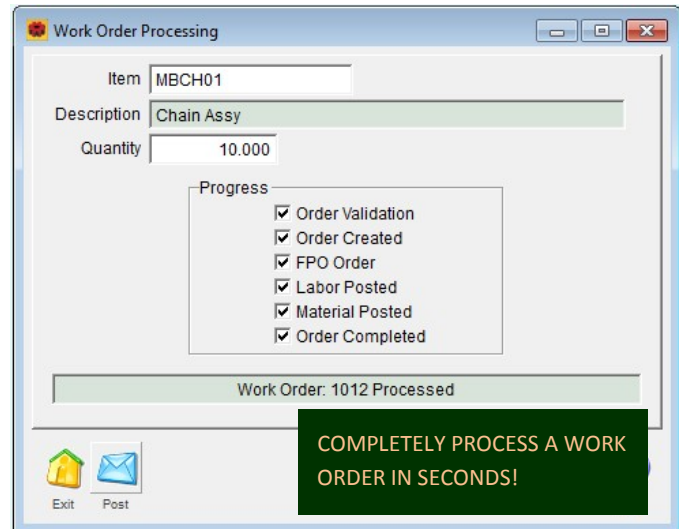 Work Order Processing
Item MBCH01
Description Chain Assy
Quantity 10.000
Progress
Order Validation
Order Created
FPO Order
Labor Posted
Material Posted
Order Completed
Work Order: 1012 Processed
COMPLETELY PROCESS A WORK
ORDER IN SECONDS!
Exit Post